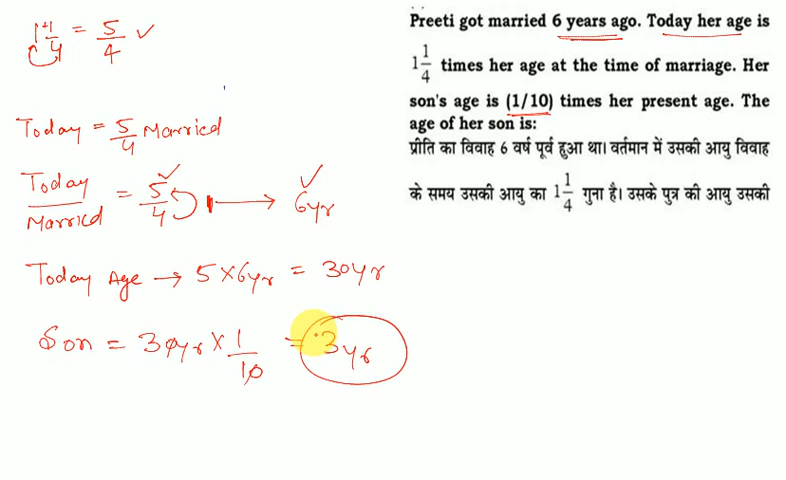 1 1/4 = 5/4 ✓
Today = 5/4 Married
Today/Married = 5/4 1 → 6yr
Today Age → 5 × 6yr = 30yr
Son = 30yr × 1/10 = 3yr
Preeti got married 6 years ago. Today her age is
1 1/4 times her age at the time of marriage. Her
son's age is (1/10) times her present age. The
age of her son is:
प्रीति का विवाह 6 वर्ष पूर्व हुआ था। वर्तमान में उसकी आयु विवाह
के समय उसकी आयु का 1 1/4 गुना है। उसके पुत्र की आयु उसकी